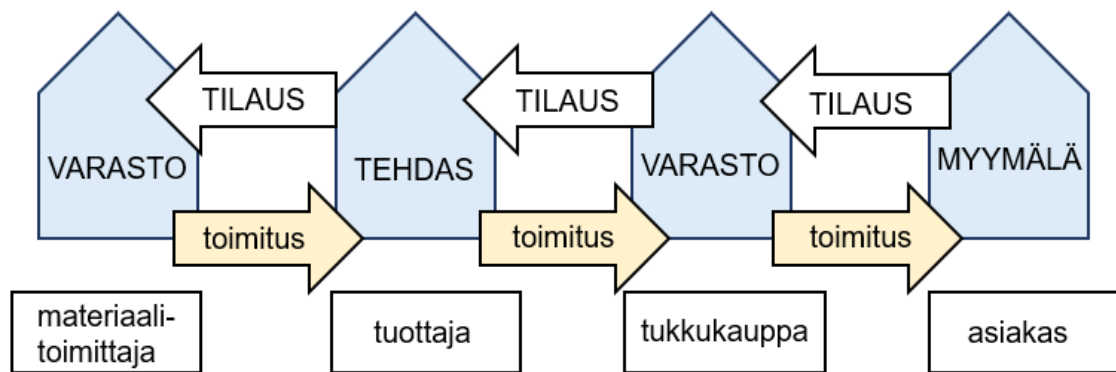 TILAUS
TILAUS
TILAUS
VARASTO
TEHDAS
VARASTO
MYYMÄLÄ
toimitus
toimitus
toimitus
materiaali-
toimittaja
tuottaja
tukkukauppa
asiakas